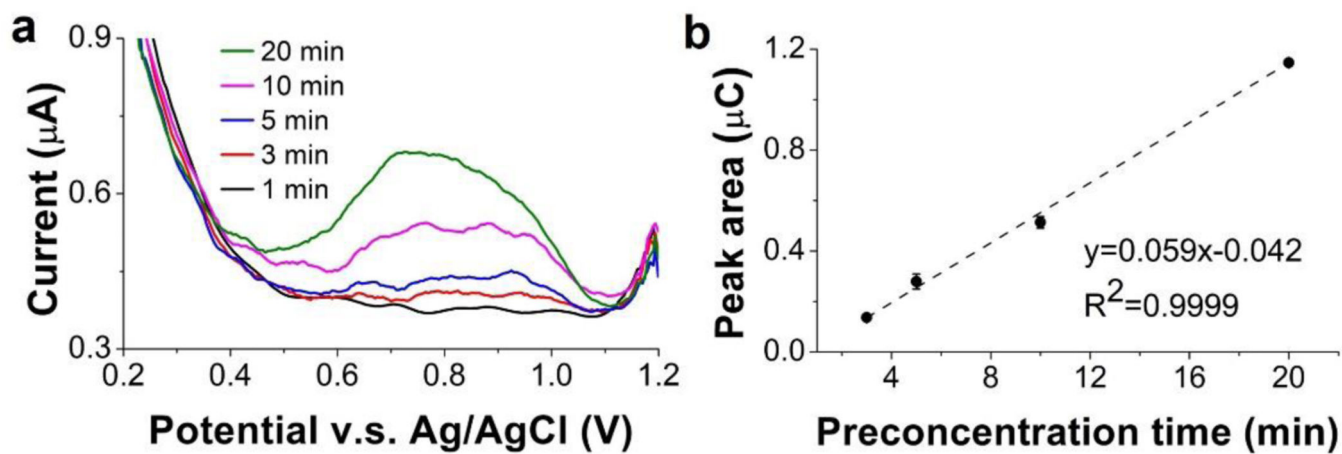 a
0.9
0.6
0.3
Current (μA)
20 min
10 min
5 min
3 min
1 min
0.2 0.4 0.6 0.8 1.0 1.2
Potential v.s. Ag/AgCl (V)
b
1.2
0.8
0.4
0.0
Peak area (μC)
y=0.059x-0.042
R²=0.9999
4 8 12 16 20
Preconcentration time (min)